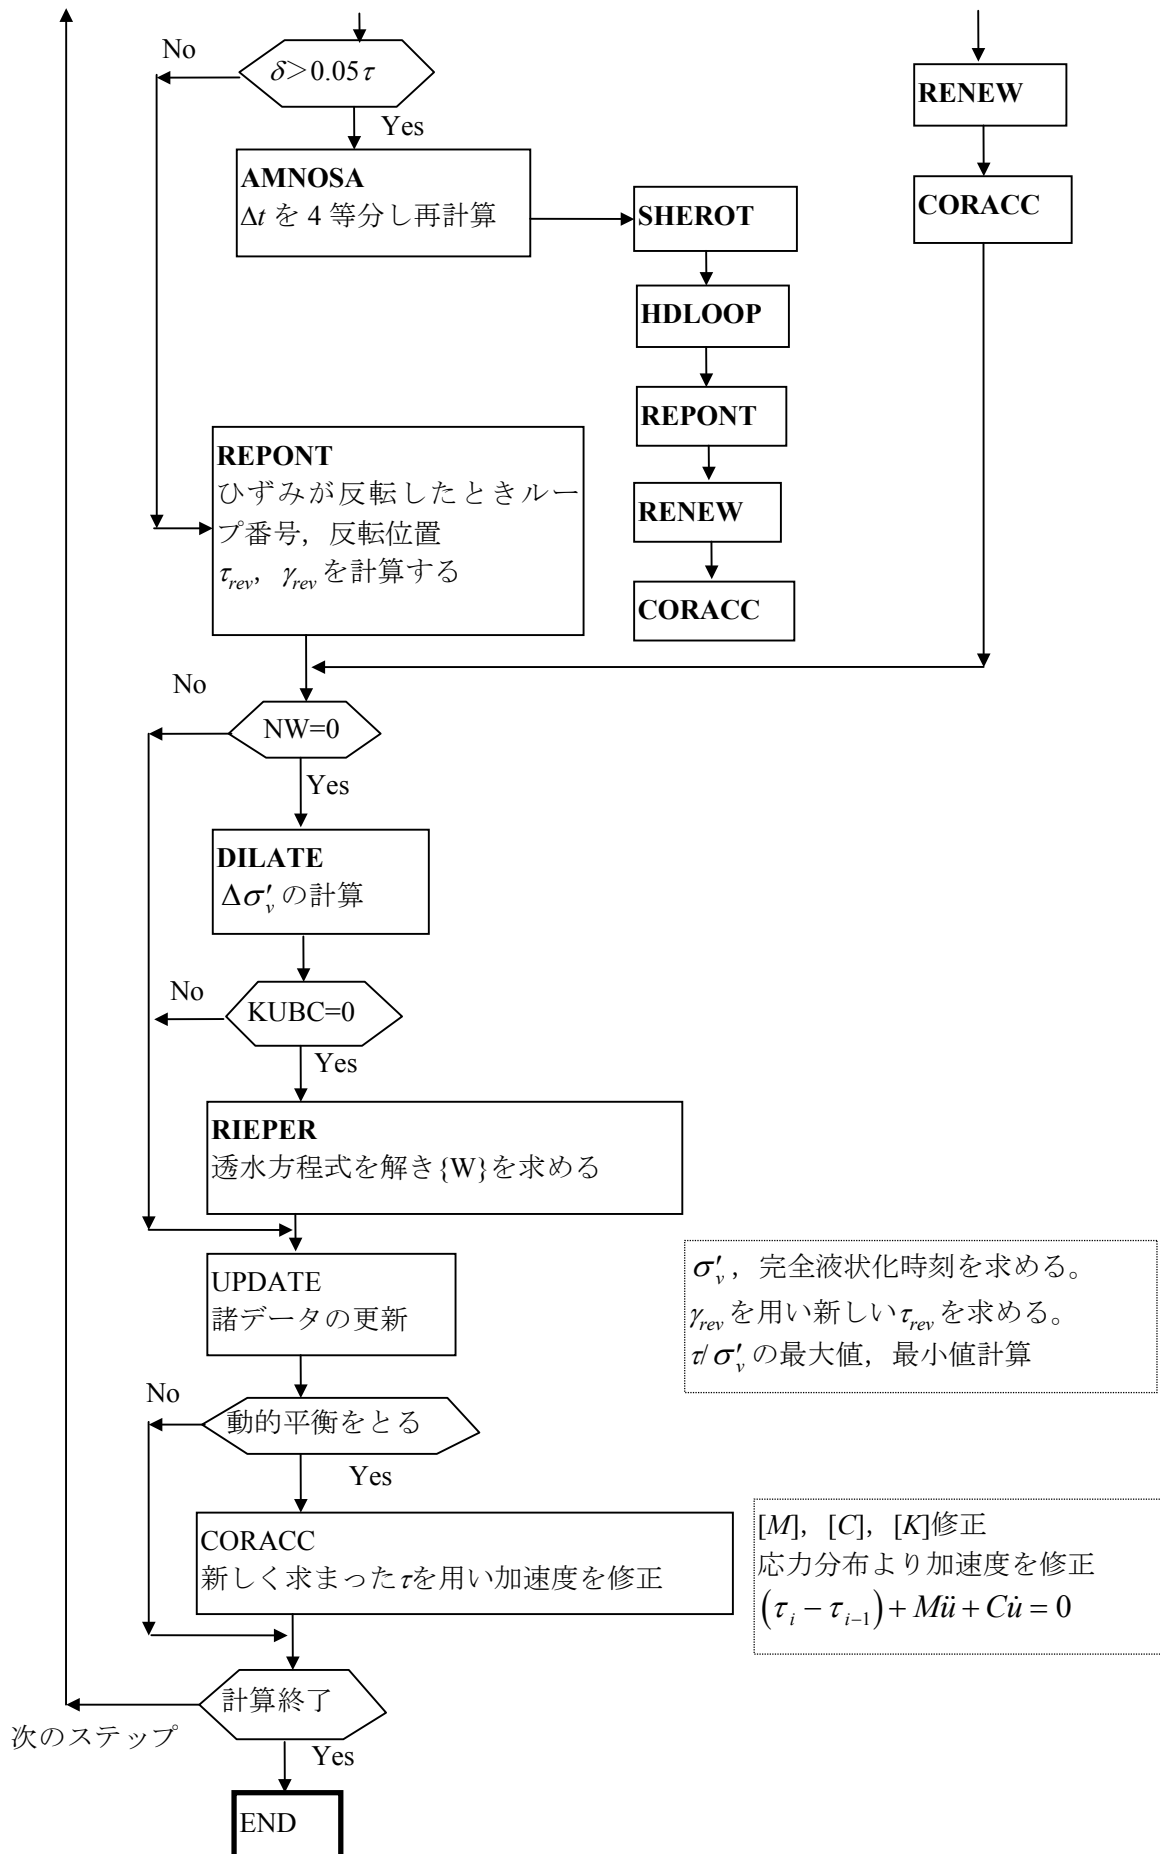 No
δ＞0.05τ
Yes
AMNOSA
Δtを 4 等分し再計算
SHEROT
HDLOOP
REPONT
RENEW
CORACC
RENEW
CORACC
REPONT
ひずみが反転したときルー
プ番号，反転位置
τrev，γrevを計算する
No
NW=0
Yes
DILATE
Δσ′vの計算
No
KUBC=0
Yes
RIEPER
透水方程式を解き{W}を求める
UPDATE
諸データの更新
σ′v，完全液状化時刻を求める。
γrevを用い新しいτrevを求める。
τ/σ′vの最大値，最小値計算
No
動的平衡をとる
Yes
CORACC
新しく求まったτを用い加速度を修正
[M]，[C]，[K]修正
応力分布より加速度を修正
(τi − τi−1) + Mü + Cu̇ = 0
計算終了
次のステップ
Yes
END